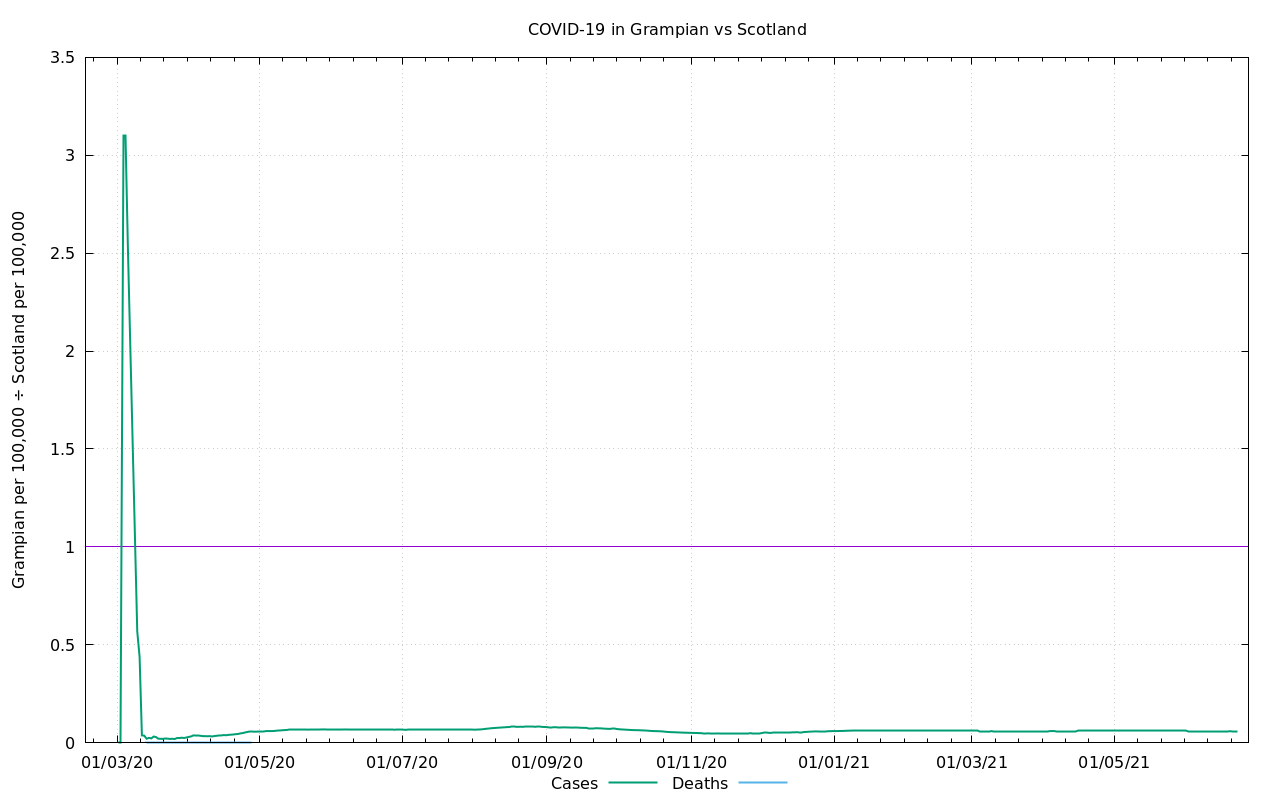 COVID-19 in Grampian vs Scotland
Grampian per 100,000 ÷ Scotland per 100,000
3.5
3
2.5
2
1.5
1
0.5
0
01/03/20 01/05/20 01/07/20 01/09/20 01/11/20 01/01/21 01/03/21 01/05/21
Cases Deaths